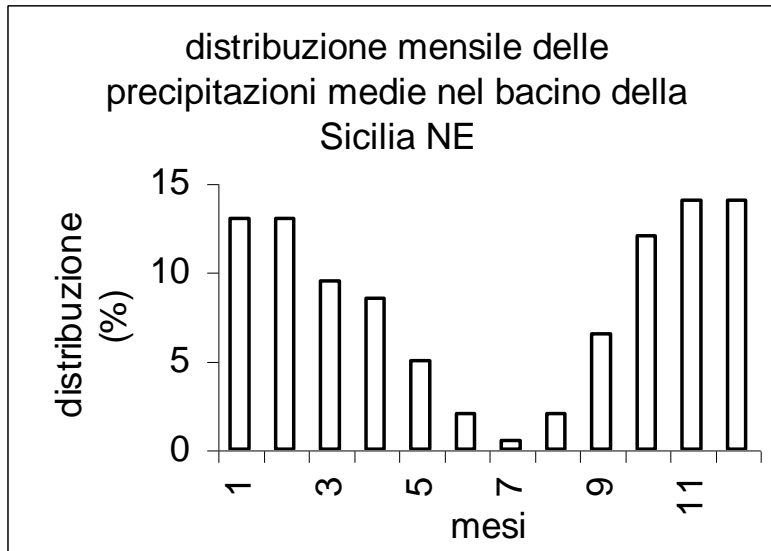 distribuzione mensile delle
precipitazioni medie nel bacino della
Sicilia NE
distribuzione
(%)
15
10
5
0
1
3
5
7
9
11
mesi